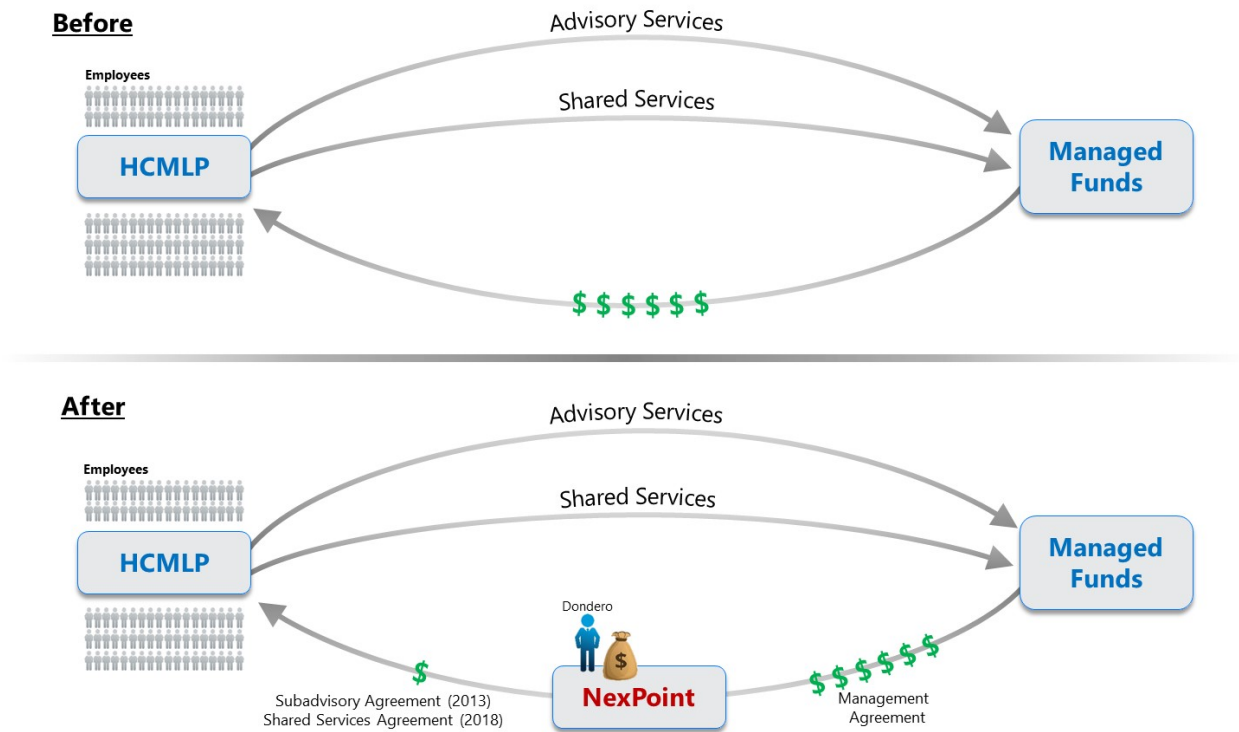 Before
Advisory Services
Employees
Shared Services
HCMLP
Managed
Funds
$ $ $ $ $ $
After
Advisory Services
Employees
Shared Services
HCMLP
Managed
Funds
Dondero
$
$
$ $ $ $ $ $
NexPoint
Subadvisory Agreement (2013)
Shared Services Agreement (2018)
Management
Agreement